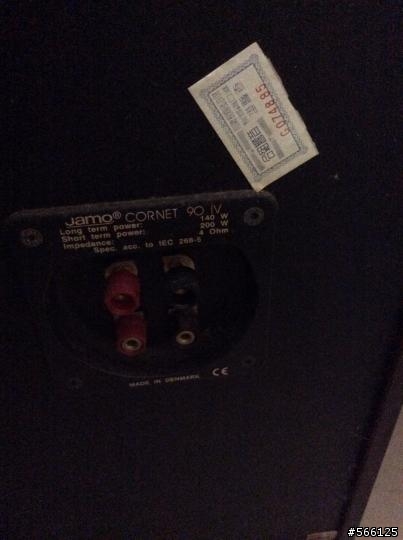 G074885
Jamo® CORNET 90 IV
Long term power: 140 W
Short term power: 200 W
Impedance: 4 Ohm
Spec. acc. to IEC 268-5
MADE IN DENMARK CE
#566125